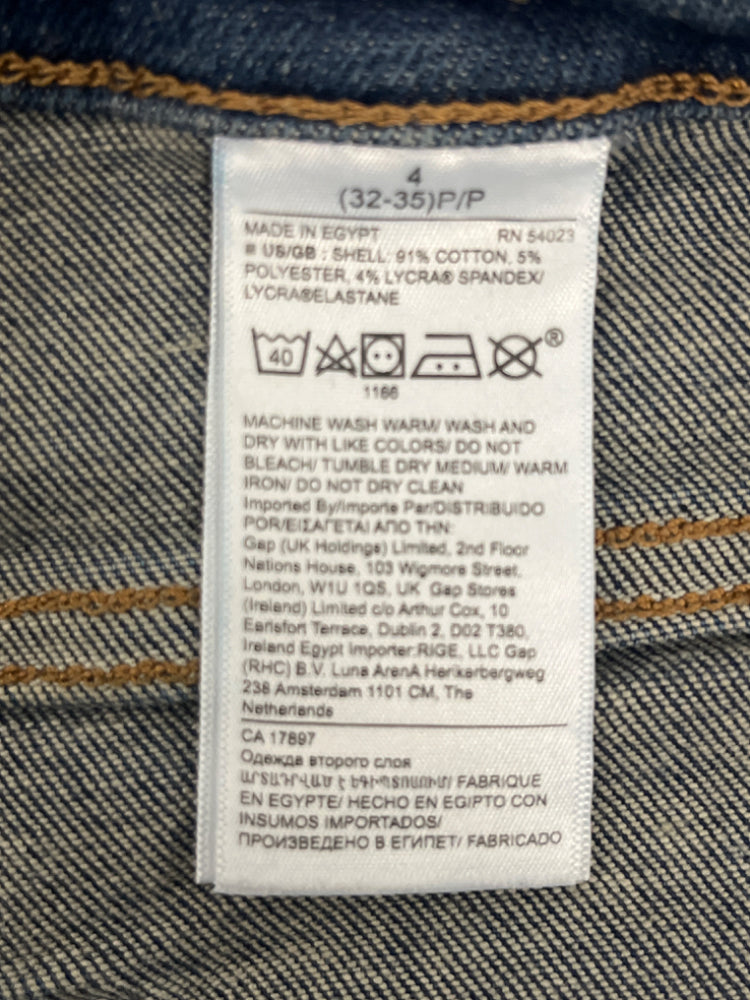 4
(32-35)P/P
MADE IN EGYPT RN 54023
US/GB : SHELL: 91% COTTON, 5%
POLYESTER, 4% LYCRA® SPANDEX/
LYCRA®ELASTANE
40
®
1166
MACHINE WASH WARM/ WASH AND
DRY WITH LIKE COLORS/ DO NOT
BLEACH/ TUMBLE DRY MEDIUM/ WARM
IRON/ DO NOT DRY CLEAN
Imported By/Importe Par/DISTRIBUIDO
POR/ΕΙΣΑΓΕΤΑΙ ΑΠΟ ΤΗΝ:
Gap (UK Holdings) Limited, 2nd Floor
Nations House, 103 Wigmore Street,
London, W1U 1QS, UK Gap Stores
(Ireland) Limited c/o Arthur Cox, 10
Earlsfort Terrace, Dublin 2, D02 T380,
Ireland Egypt Importer:RIGE, LLC Gap
(RHC) B.V. Luna ArenA Herikerbergweg
238 Amsterdam 1101 CM, The
Netherlands
CA 17897
Одежда второго слоя
ԱՐՏԱԴՐՎԱԾ Է ԵԳԻՊՏՈՍՈՒՄ/ FABRIQUE
EN EGYPTE/ HECHO EN EGIPTO CON
INSUMOS IMPORTADOS/
ПРОИЗВЕДЕНО В ЕГИПЕТ/ FABRICADO